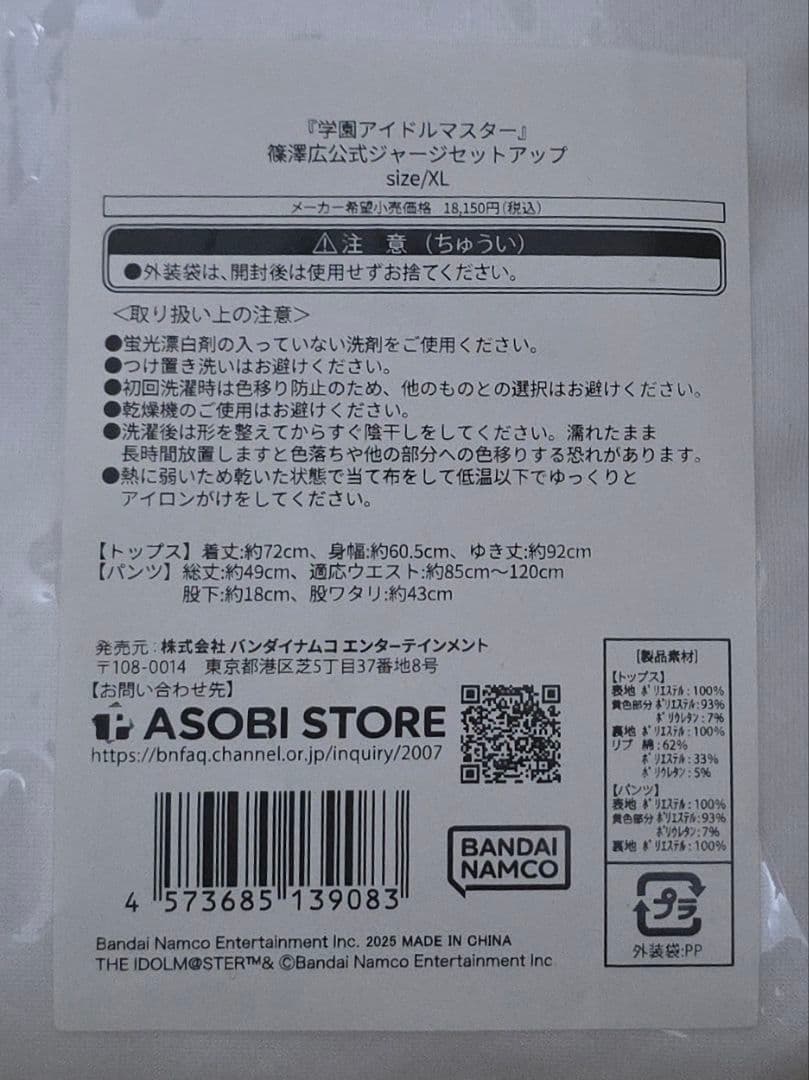 『学園アイドルマスター』
篠澤広公式ジャージセットアップ
size/XL
メーカー希望小売価格 18,150円(税込)
⚠注 意 (ちゅうい)
●外装袋は、開封後は使用せずお捨てください。
＜取り扱い上の注意＞
●蛍光漂白剤の入っていない洗剤をご使用ください。
●つけ置き洗いはお避けください。
●初回洗濯時は色移り防止のため、他のものとの選択はお避けください。
●乾燥機のご使用はお避けください。
●洗濯後は形を整えてからすぐ陰干しをしてください。濡れたまま
長時間放置しますと色落ちや他の部分への色移りする恐れがあります。
●熱に弱いため乾いた状態で当て布をして低温以下でゆっくりと
アイロンがけをしてください。
【トップス】着丈:約72cm、身幅:約60.5cm、ゆき丈:約92cm
【パンツ】総丈:約49cm、適応ウエスト:約85cm～120cm
股下:約18cm、股ワタリ:約43cm
発売元:株式会社 バンダイナムコ エンターテインメント
〒108-0014 東京都港区芝5丁目37番地8号
【お問い合わせ先】
ASOBI STORE
https://bnfaq.channel.or.jp/inquiry/2007
4 573685 139083
BANDAI
NAMCO
Bandai Namco Entertainment Inc. 2025 MADE IN CHINA
THE IDOLM@STER™& ©Bandai Namco Entertainment Inc
[製品素材]
【トップス】
表地 ﾎﾟﾘｴｽﾃﾙ:100%
黄色部分 ﾎﾟﾘｴｽﾃﾙ:93%
ﾎﾟﾘｳﾚﾀﾝ:7%
裏地 ﾎﾟﾘｴｽﾃﾙ:100%
リブ 綿:62%
ﾎﾟﾘｴｽﾃﾙ:33%
ﾎﾟﾘｳﾚﾀﾝ:5%
【パンツ】
表地 ﾎﾟﾘｴｽﾃﾙ:100%
黄色部分 ﾎﾟﾘｴｽﾃﾙ:93%
ﾎﾟﾘｳﾚﾀﾝ:7%
裏地 ﾎﾟﾘｴｽﾃﾙ:100%
プラ
外装袋:PP